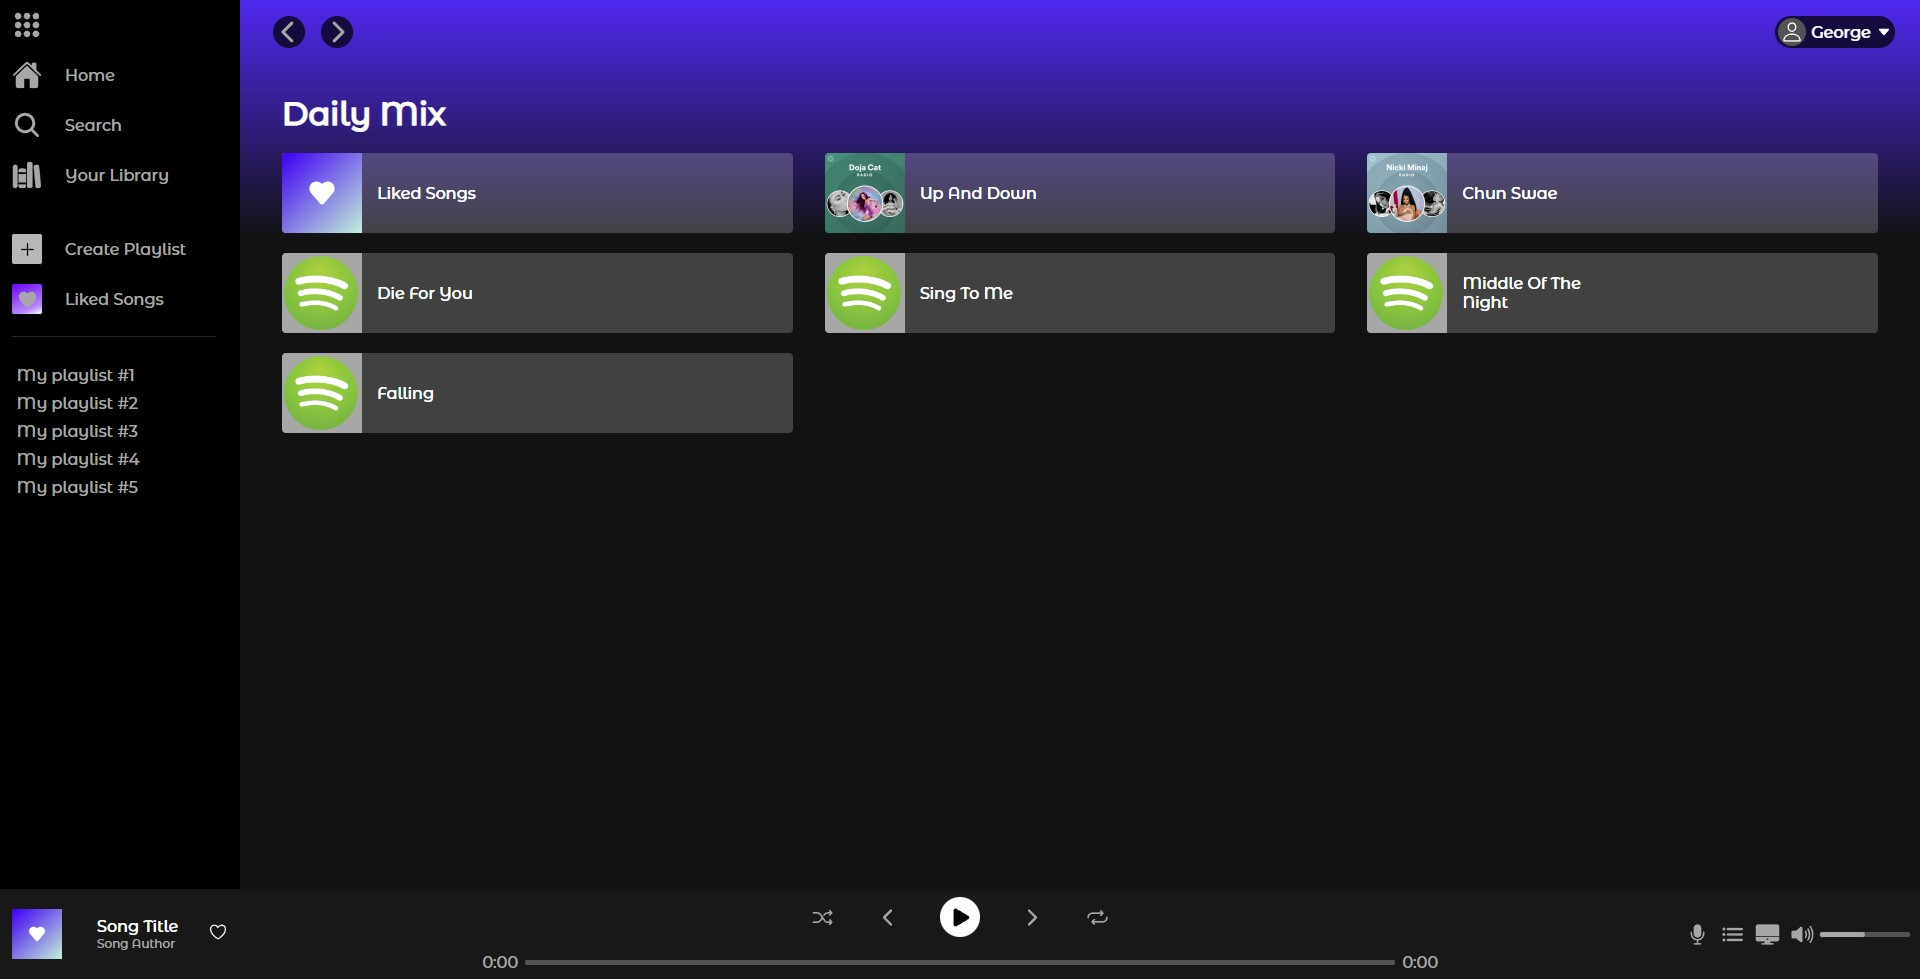 George
Home
Search
Your Library
Create Playlist
Liked Songs
My playlist #1
My playlist #2
My playlist #3
My playlist #4
My playlist #5
Daily Mix
Liked Songs
Doja Cat
RADIO
Up And Down
Nicki Minaj
RADIO
Chun Swae
Die For You
Sing To Me
Middle Of The
Night
Falling
Song Title
Song Author
0:00
0:00